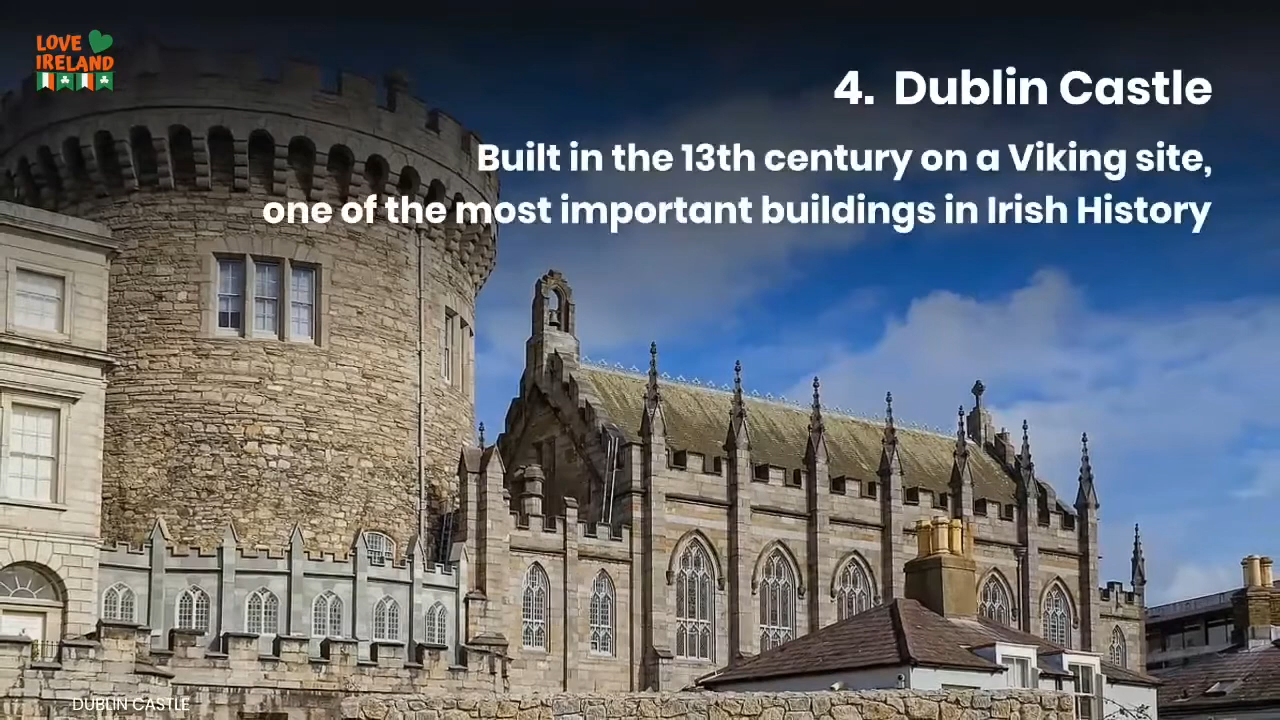 LOVE
IRELAND
4. Dublin Castle
Built in the 13th century on a Viking site,
one of the most important buildings in Irish History
DUBLIN CASTLE